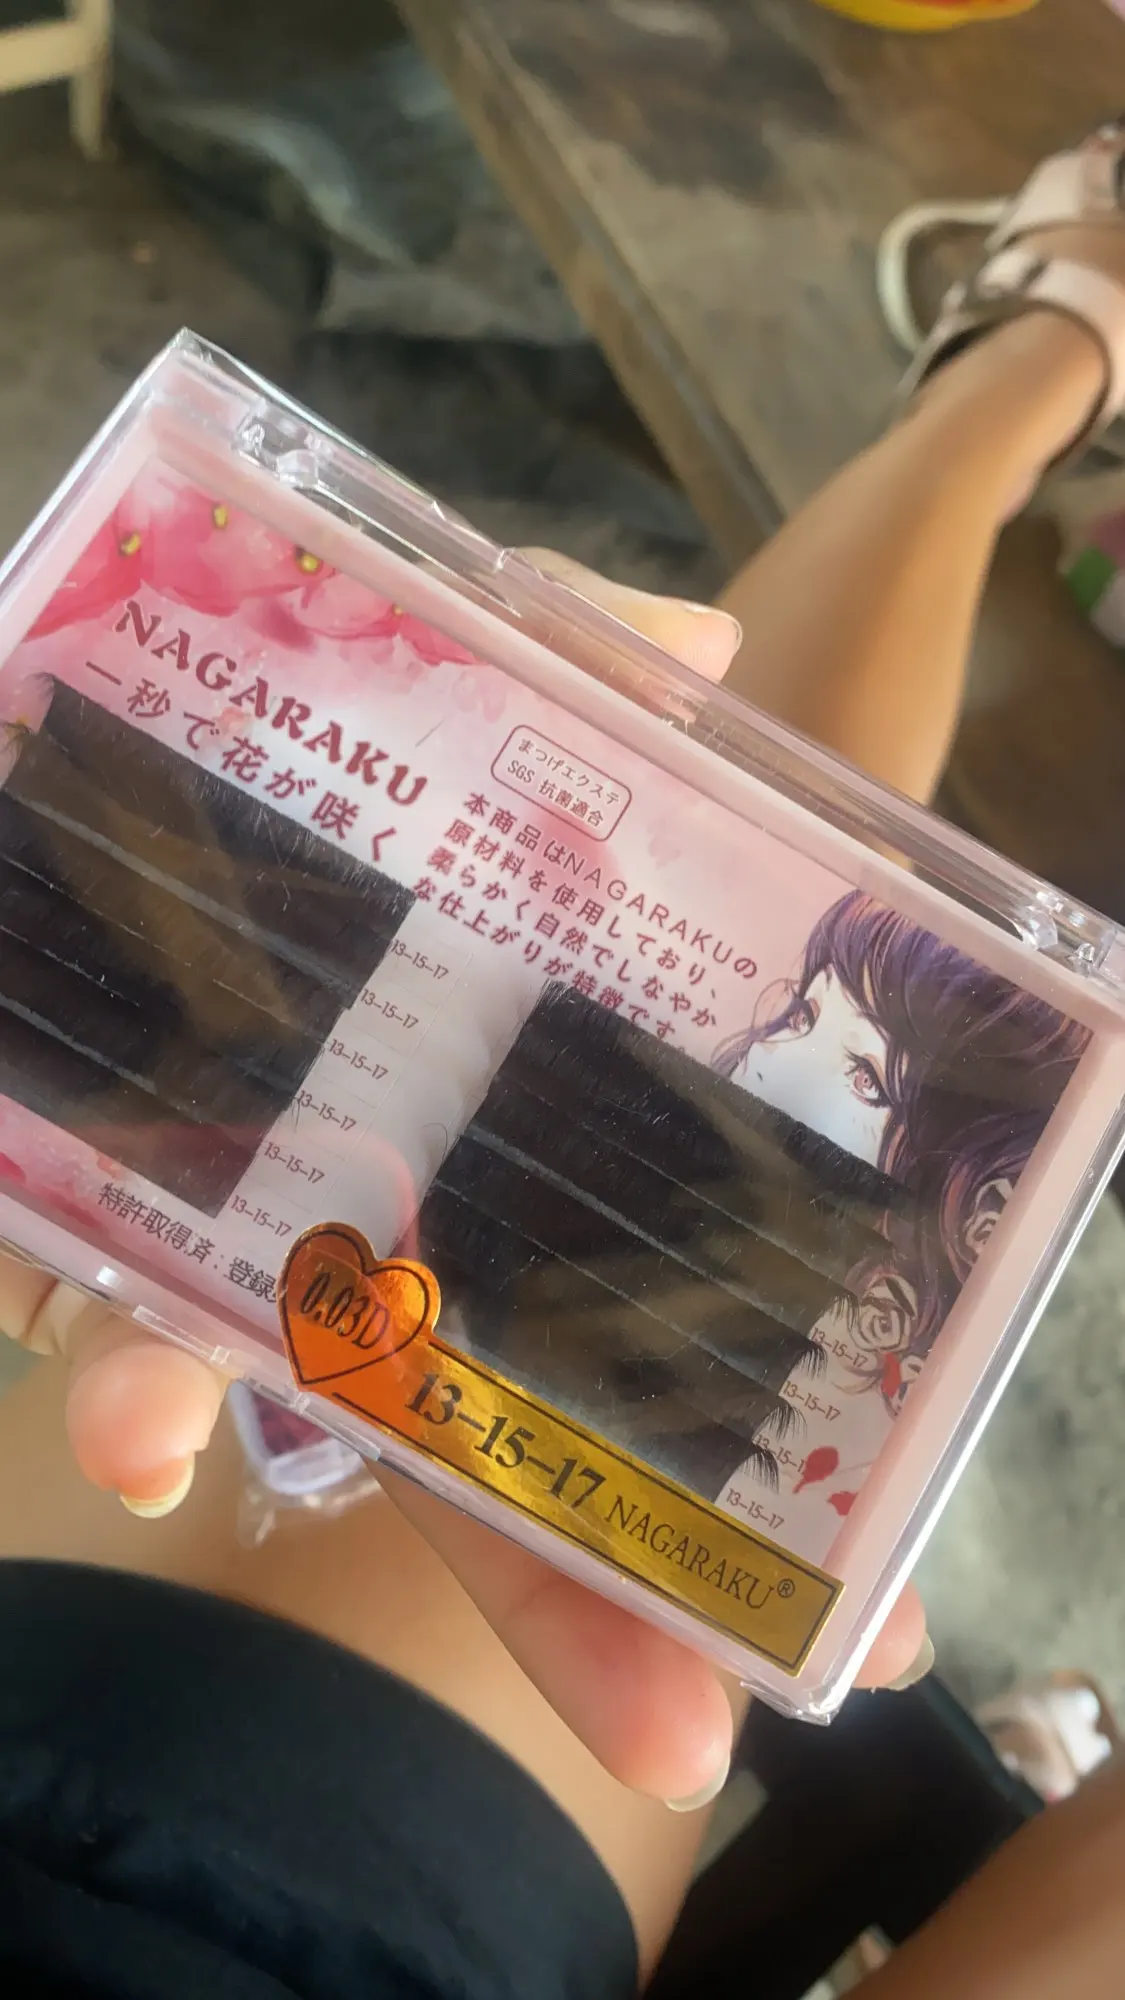 NAGARAKU
一秒で花が咲く
まつげエクステ
SGS 抗菌適合
本商品はNAGARAKUの
原材料を使用しており、
柔らかく自然でしなやか
な仕上がりが特徴です。
13-15-17
13-15-17
13-15-17
13-15-17
13-15-17
13-15-17
13-15-17
13-15-17
13-15-1
13-15-17
特許取得済:登録
0.03D
13-15-17 NAGARAKU®